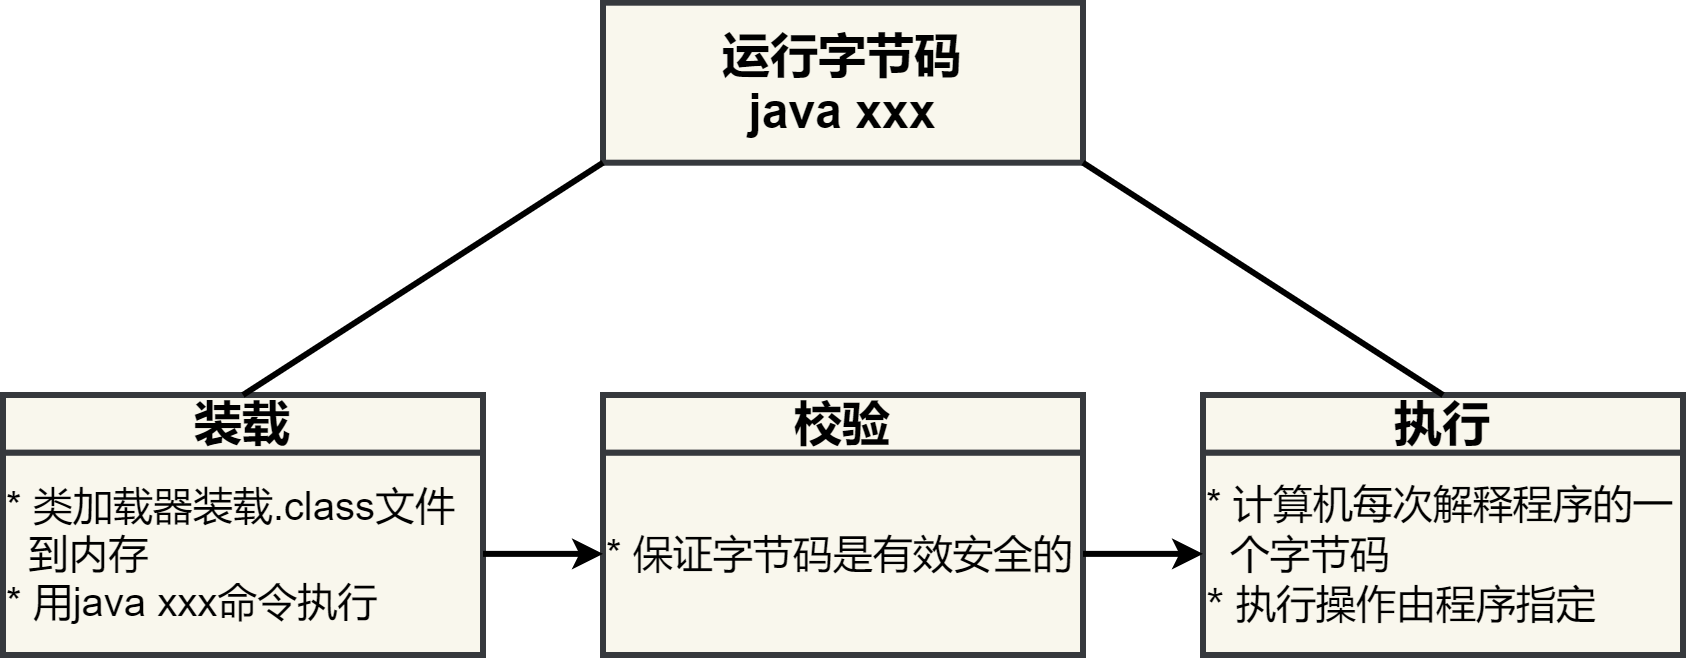 运行字节码
java xxx
装载
* 类加载器装载.class文件
到内存
* 用java xxx命令执行
校验
* 保证字节码是有效安全的
执行
* 计算机每次解释程序的一
个字节码
* 执行操作由程序指定